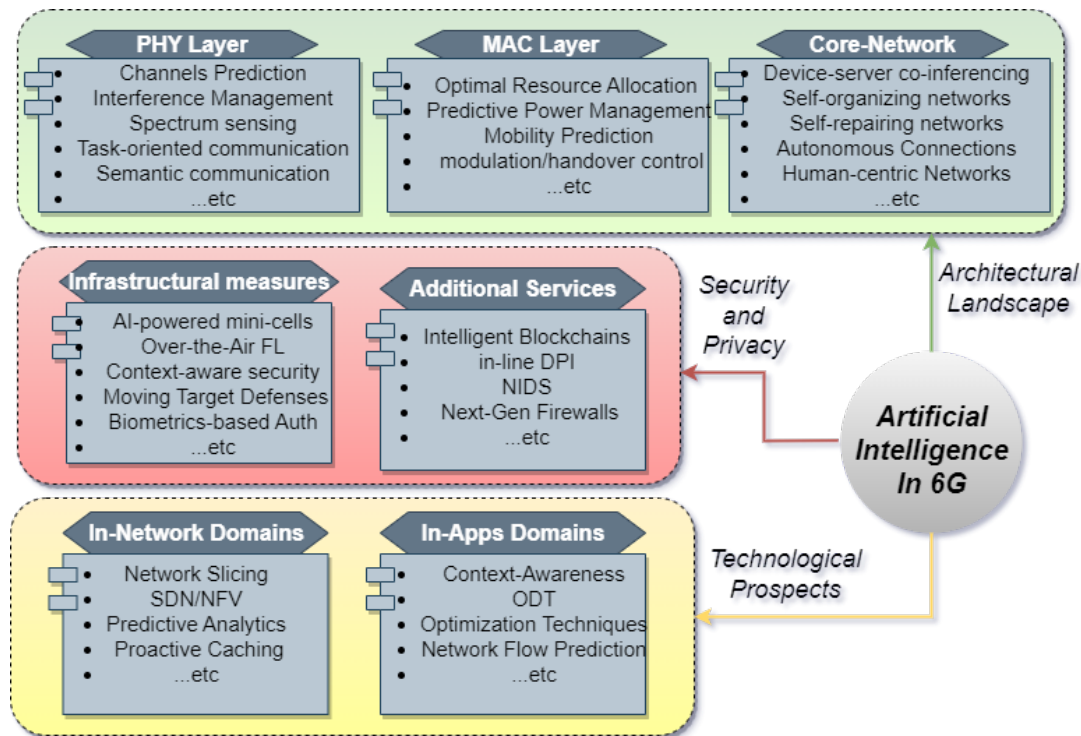 PHY Layer
• Channels Prediction
• Interference Management
• Spectrum sensing
• Task-oriented communication
• Semantic communication
• ...etc
MAC Layer
• Optimal Resource Allocation
• Predictive Power Management
• Mobility Prediction
• modulation/handover control
• ...etc
Core-Network
• Device-server co-inferencing
• Self-organizing networks
• Self-repairing networks
• Autonomous Connections
• Human-centric Networks
• ...etc
Infrastructural measures
• AI-powered mini-cells
• Over-the-Air FL
• Context-aware security
• Moving Target Defenses
• Biometrics-based Auth
• ...etc
Additional Services
• Intelligent Blockchains
• in-line DPI
• NIDS
• Next-Gen Firewalls
• ...etc
Security
and
Privacy
Architectural
Landscape
Artificial
Intelligence
In 6G
In-Network Domains
• Network Slicing
• SDN/NFV
• Predictive Analytics
• Proactive Caching
• ...etc
In-Apps Domains
• Context-Awareness
• ODT
• Optimization Techniques
• Network Flow Prediction
• ...etc
Technological
Prospects